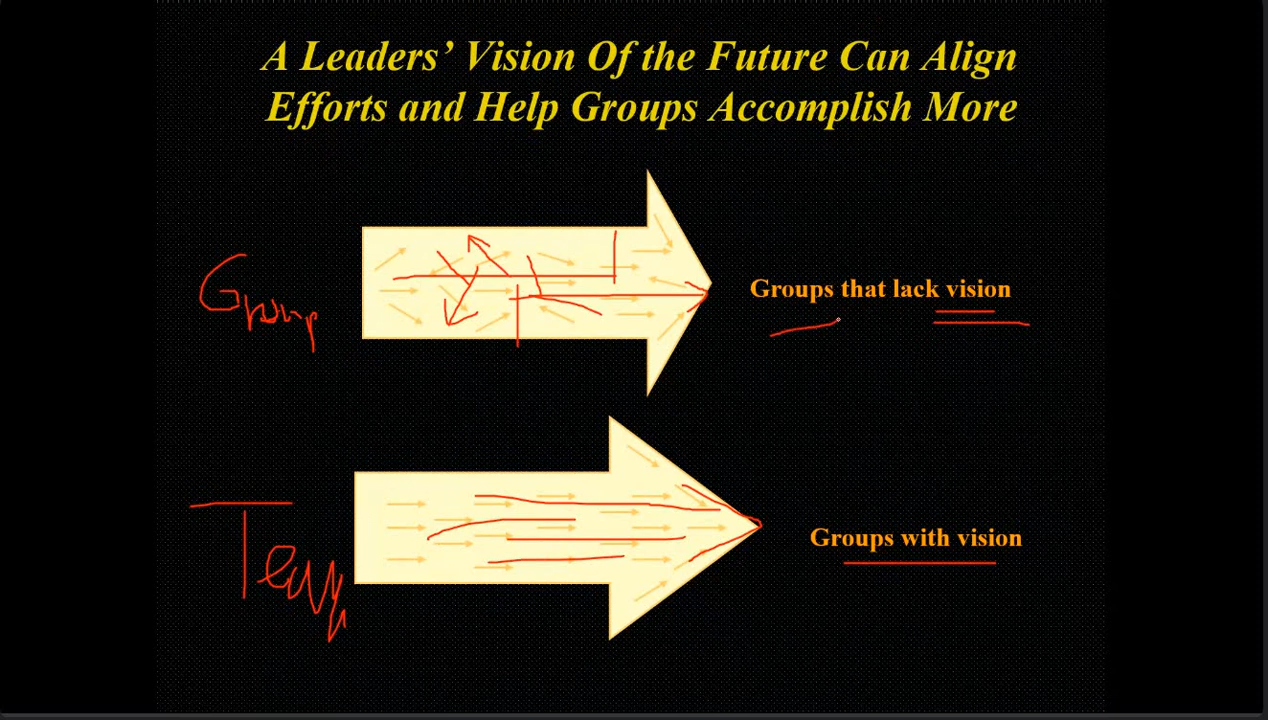 A Leaders’ Vision Of the Future Can Align
Efforts and Help Groups Accomplish More
Group
Groups that lack vision
Team
Groups with vision